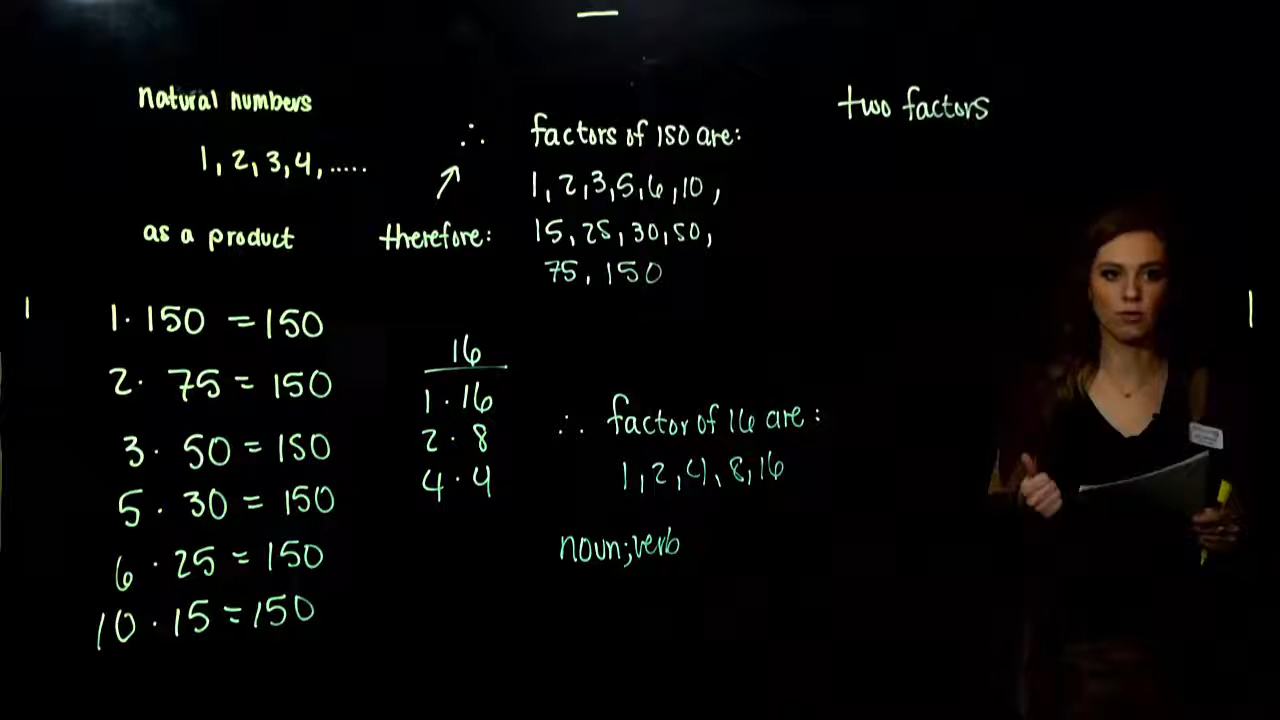 natural numbers
1, 2, 3, 4, .....
as a product
1 · 150 = 150
2 · 75 = 150
3 · 50 = 150
5 · 30 = 150
6 · 25 = 150
10 · 15 = 150
∴
therefore:
factors of 150 are:
1, 2, 3, 5, 6, 10,
15, 25, 30, 50,
75, 150
16
1 · 16
2 · 8
4 · 4
∴ factor of 16 are:
1, 2, 4, 8, 16
noun; verb
two factors